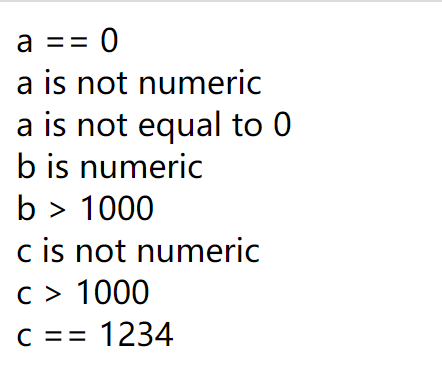 a == 0
a is not numeric
a is not equal to 0
b is numeric
b > 1000
c is not numeric
c > 1000
c == 1234